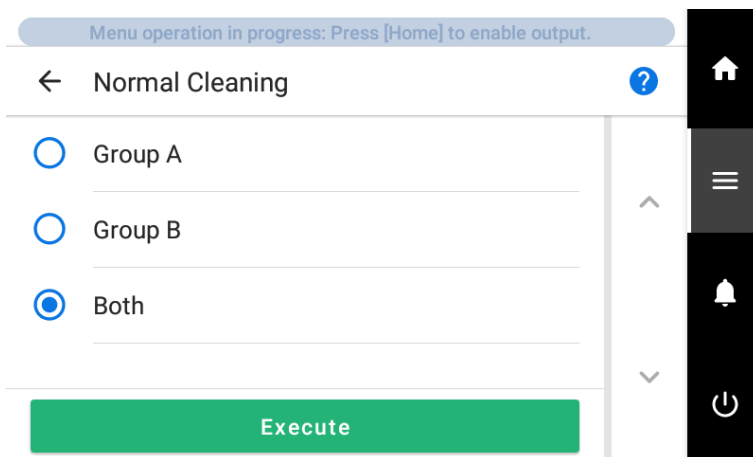 Menu operation in progress: Press [Home] to enable output.
Normal Cleaning
?
Group A
Group B
Both
Execute